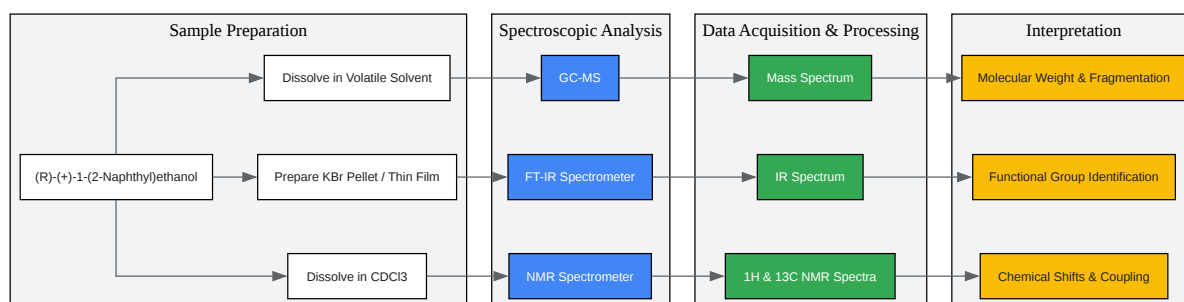 Sample Preparation
Spectroscopic Analysis
Data Acquisition & Processing
Interpretation
Dissolve in Volatile Solvent
GC-MS
Mass Spectrum
Molecular Weight & Fragmentation
(R)-(+)-1-(2-Naphthyl)ethanol
Prepare KBr Pellet / Thin Film
FT-IR Spectrometer
IR Spectrum
Functional Group Identification
Dissolve in CDCl3
NMR Spectrometer
1H & 13C NMR Spectra
Chemical Shifts & Coupling